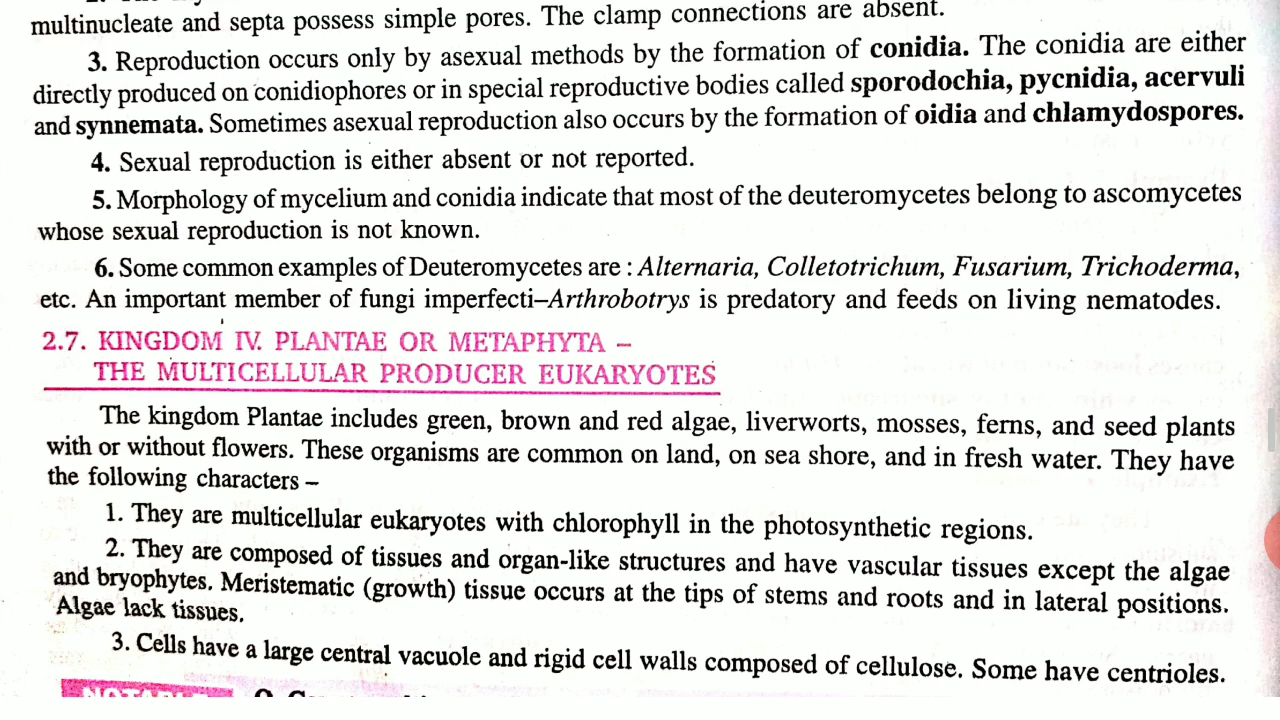 multinucleate and septa possess simple pores. The clamp connections are absent.
3. Reproduction occurs only by asexual methods by the formation of conidia. The conidia are either
directly produced on conidiophores or in special reproductive bodies called sporodochia, pycnidia, acervuli
and synnemata. Sometimes asexual reproduction also occurs by the formation of oidia and chlamydospores.
4. Sexual reproduction is either absent or not reported.
5. Morphology of mycelium and conidia indicate that most of the deuteromycetes belong to ascomycetes
whose sexual reproduction is not known.
6. Some common examples of Deuteromycetes are : Alternaria, Colletotrichum, Fusarium, Trichoderma,
etc. An important member of fungi imperfecti–Arthrobotrys is predatory and feeds on living nematodes.
2.7. KINGDOM IV. PLANTAE OR METAPHYTA –
THE MULTICELLULAR PRODUCER EUKARYOTES
The kingdom Plantae includes green, brown and red algae, liverworts, mosses, ferns, and seed plants
with or without flowers. These organisms are common on land, on sea shore, and in fresh water. They have
the following characters –
1. They are multicellular eukaryotes with chlorophyll in the photosynthetic regions.
2. They are composed of tissues and organ-like structures and have vascular tissues except the algae
and bryophytes. Meristematic (growth) tissue occurs at the tips of stems and roots and in lateral positions.
Algae lack tissues.
3. Cells have a large central vacuole and rigid cell walls composed of cellulose. Some have centrioles.